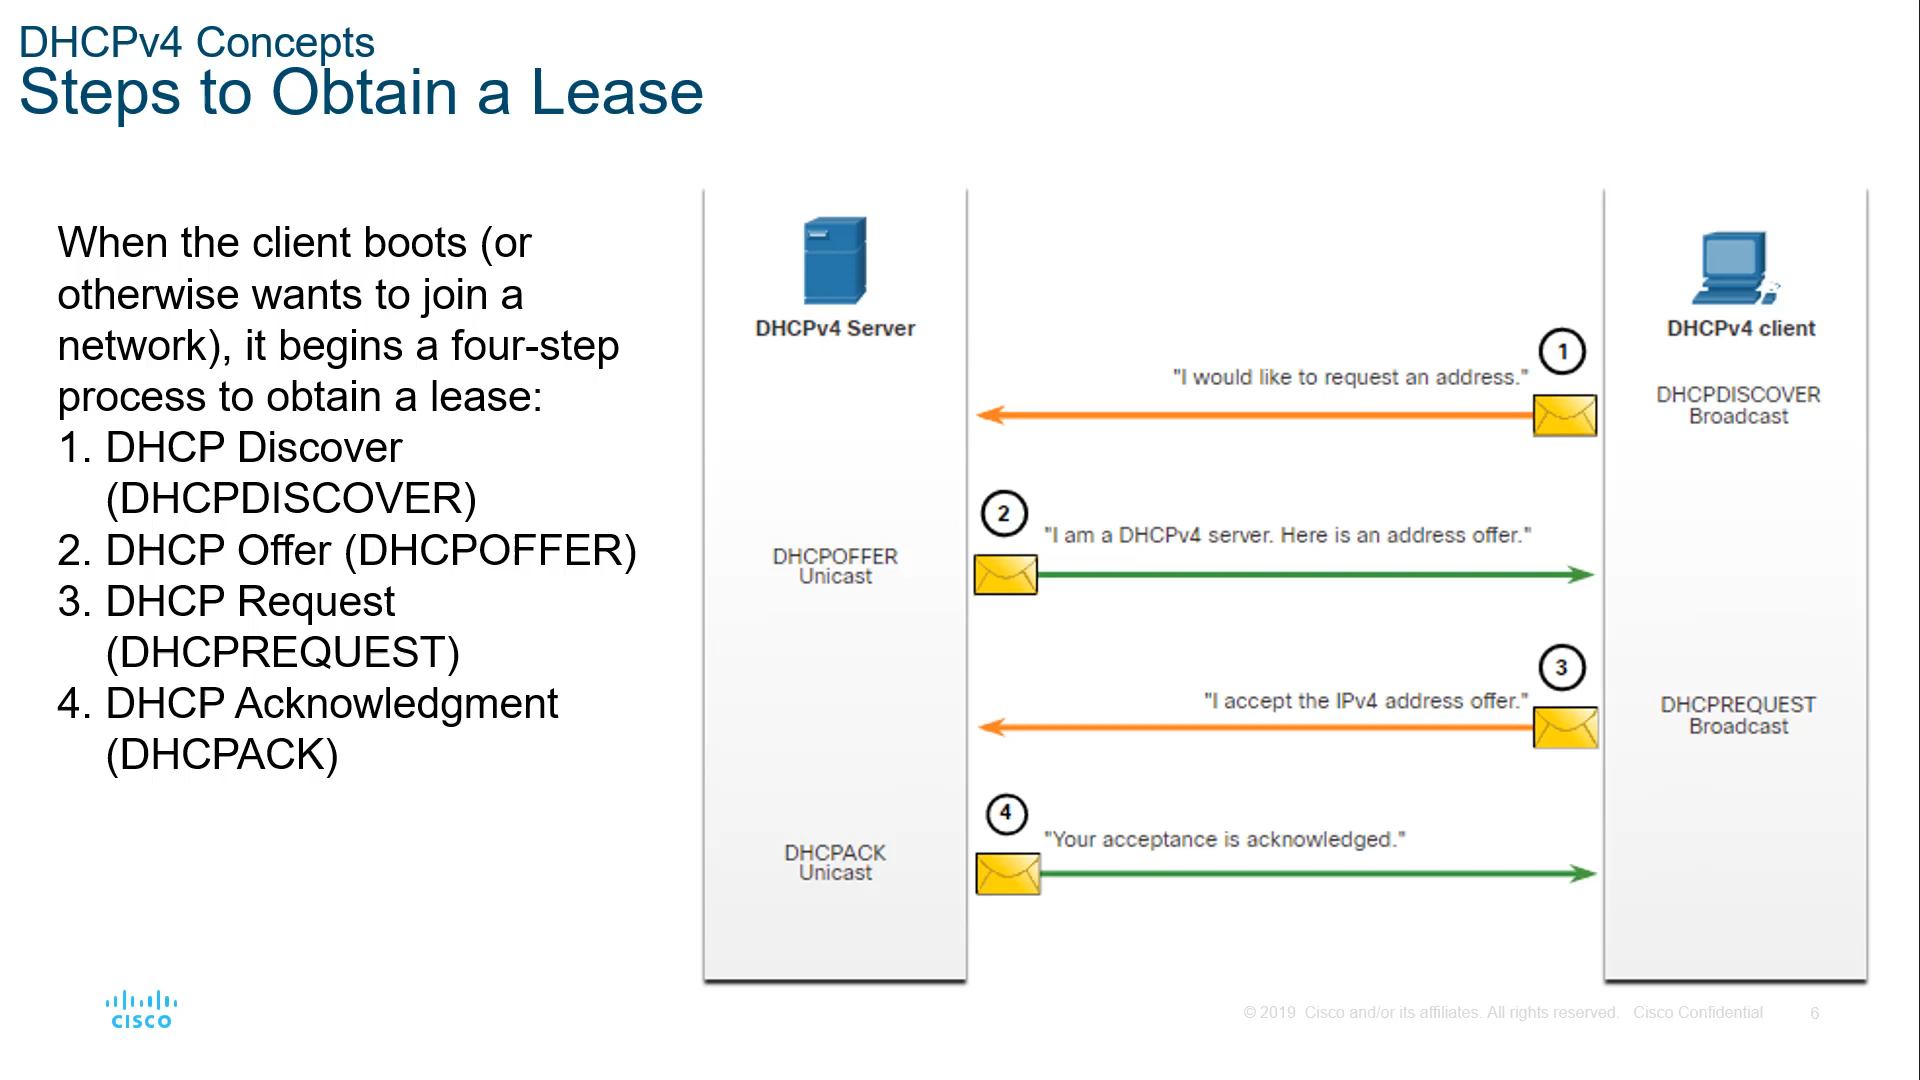 DHCPv4 Concepts
Steps to Obtain a Lease
When the client boots (or
otherwise wants to join a
network), it begins a four-step
process to obtain a lease:
1. DHCP Discover
(DHCPDISCOVER)
2. DHCP Offer (DHCPOFFER)
3. DHCP Request
(DHCPREQUEST)
4. DHCP Acknowledgment
(DHCPACK)
DHCPv4 Server
DHCPv4 client
1
"I would like to request an address."
DHCPDISCOVER
Broadcast
2
"I am a DHCPv4 server. Here is an address offer."
DHCPOFFER
Unicast
3
"I accept the IPv4 address offer."
DHCPREQUEST
Broadcast
4
"Your acceptance is acknowledged."
DHCPACK
Unicast
CISCO
© 2019 Cisco and/or its affiliates. All rights reserved. Cisco Confidential
6